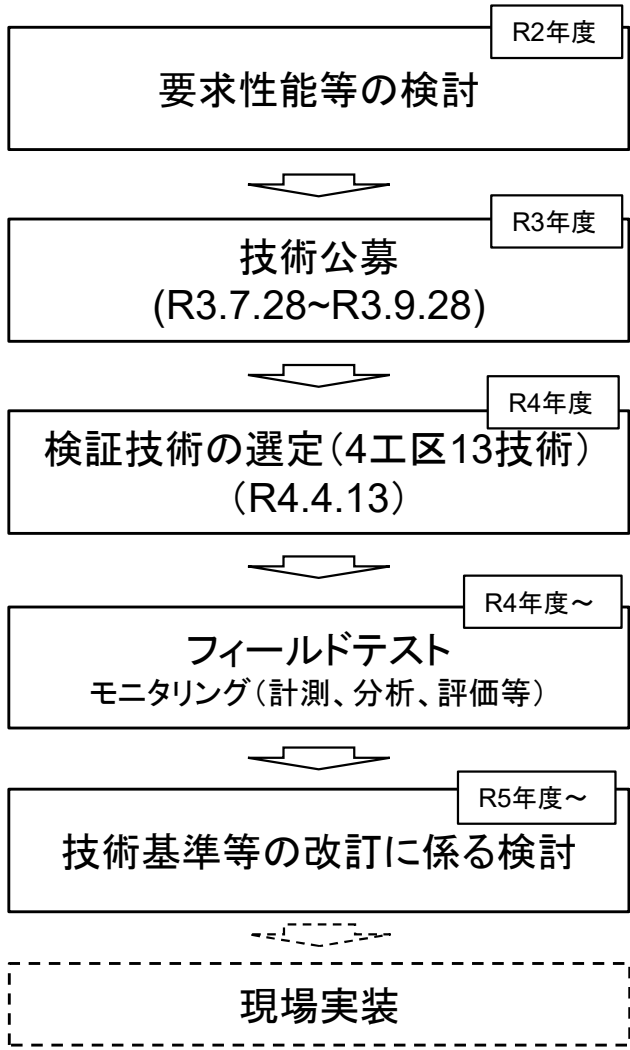 R2年度
要求性能等の検討
R3年度
技術公募
(R3.7.28~R3.9.28)
R4年度
検証技術の選定（4工区13技術）
（R4.4.13）
R4年度～
フィールドテスト
モニタリング（計測、分析、評価等）
R5年度～
技術基準等の改訂に係る検討
現場実装